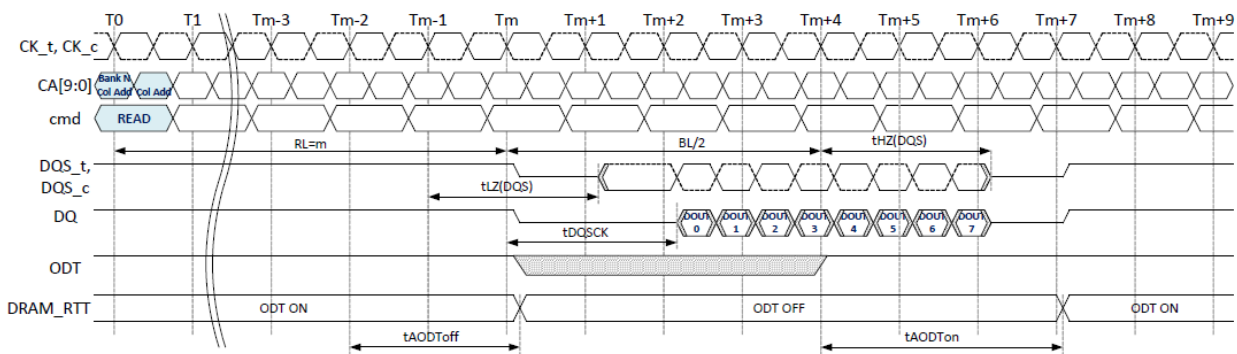 T0 T1 Tm-3 Tm-2 Tm-1 Tm Tm+1 Tm+2 Tm+3 Tm+4 Tm+5 Tm+6 Tm+7 Tm+8 Tm+9
CK_t, CK_c
CA[9:0] Bank N Col Add Col Add
cmd READ
RL=m BL/2 tHZ(DQS)
DQS_t,
DQS_c
tLZ(DQS)
DQ DOUT 0 DOUT 1 DOUT 2 DOUT 3 DOUT 4 DOUT 5 DOUT 6 DOUT 7
tDQSCK
ODT
DRAM_RTT ODT ON ODT OFF ODT ON
tAODToff tAODTon